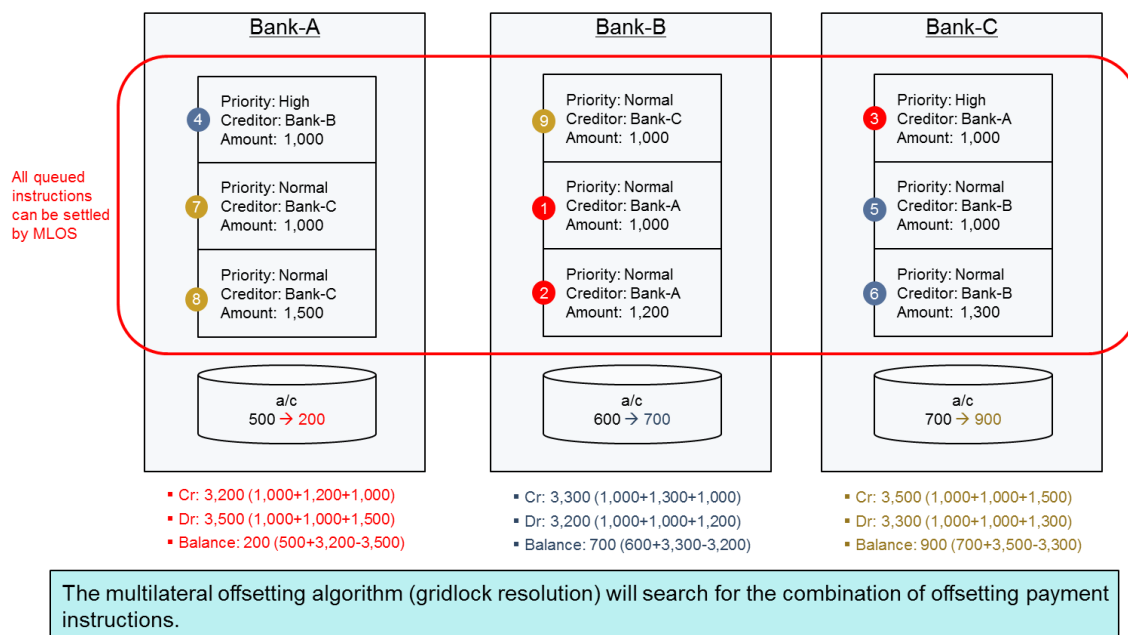 Bank-A
Bank-B
Bank-C
All queued
instructions
can be settled
by MLOS
4
Priority: High
Creditor: Bank-B
Amount: 1,000
7
Priority: Normal
Creditor: Bank-C
Amount: 1,000
8
Priority: Normal
Creditor: Bank-C
Amount: 1,500
a/c
500 → 200
9
Priority: Normal
Creditor: Bank-C
Amount: 1,000
1
Priority: Normal
Creditor: Bank-A
Amount: 1,000
2
Priority: Normal
Creditor: Bank-A
Amount: 1,200
a/c
600 → 700
3
Priority: High
Creditor: Bank-A
Amount: 1,000
5
Priority: Normal
Creditor: Bank-B
Amount: 1,000
6
Priority: Normal
Creditor: Bank-B
Amount: 1,300
a/c
700 → 900
▪ Cr: 3,200 (1,000+1,200+1,000)
▪ Dr: 3,500 (1,000+1,000+1,500)
▪ Balance: 200 (500+3,200-3,500)
▪ Cr: 3,300 (1,000+1,300+1,000)
▪ Dr: 3,200 (1,000+1,000+1,200)
▪ Balance: 700 (600+3,300-3,200)
▪ Cr: 3,500 (1,000+1,000+1,500)
▪ Dr: 3,300 (1,000+1,000+1,300)
▪ Balance: 900 (700+3,500-3,300)
The multilateral offsetting algorithm (gridlock resolution) will search for the combination of offsetting payment
instructions.